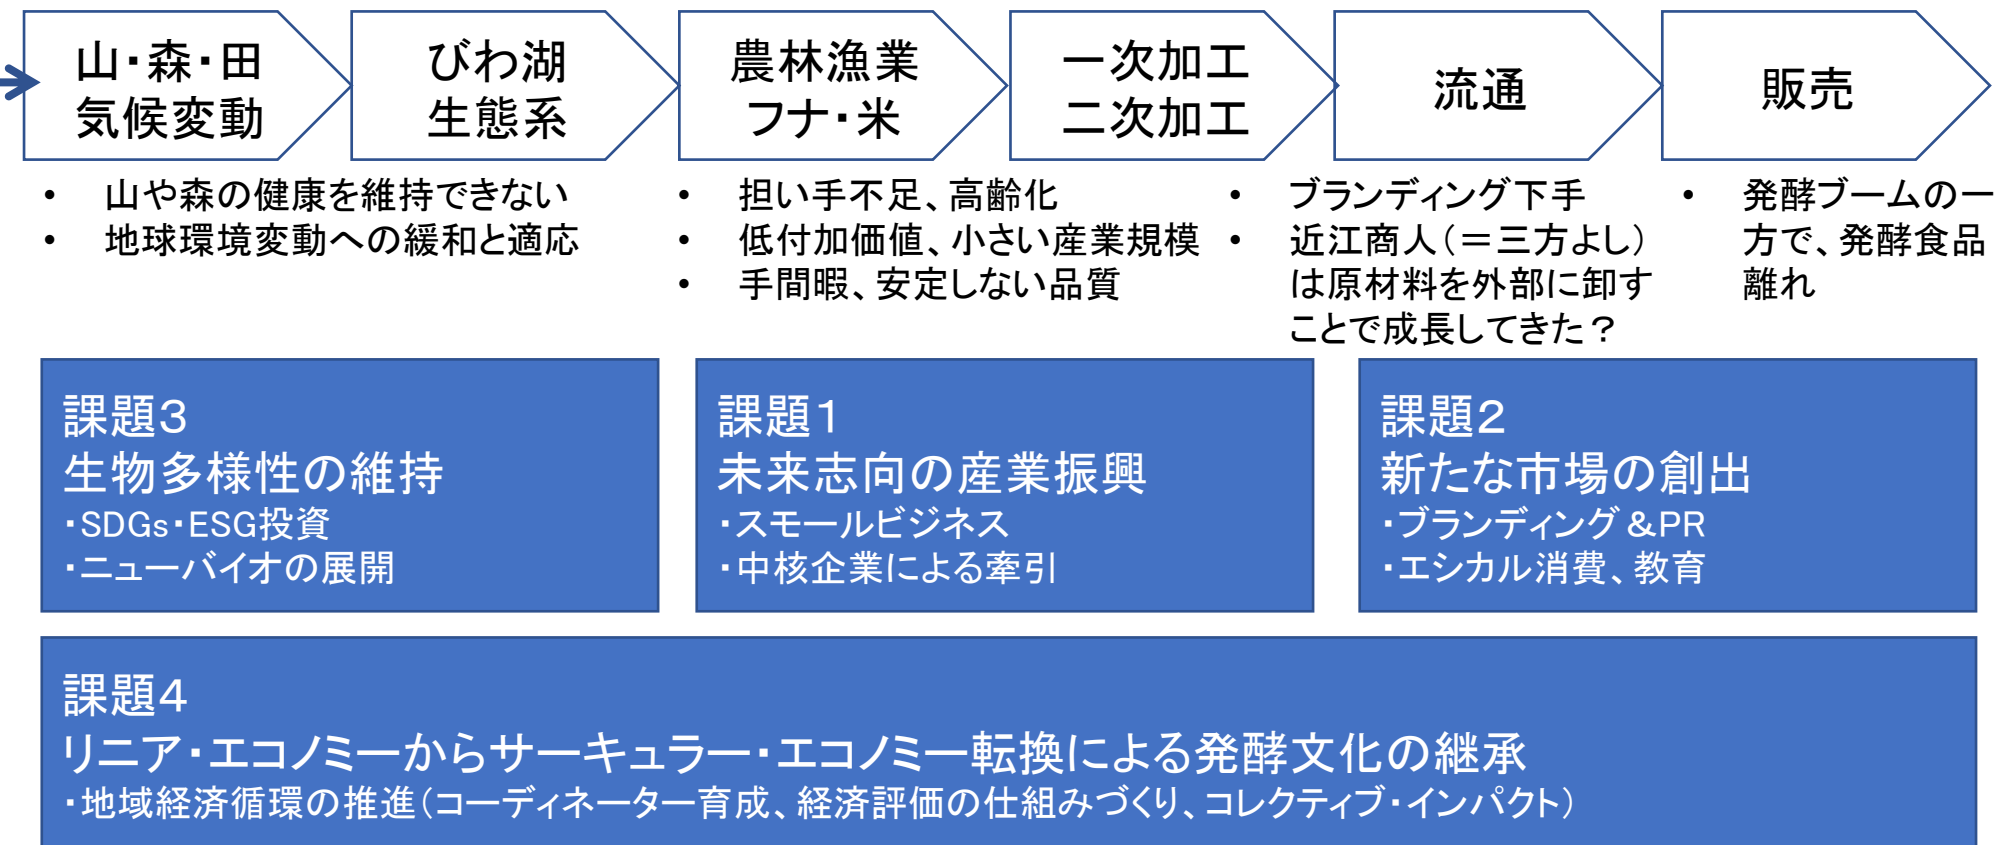 山・森・田
気候変動
びわ湖
生態系
農林漁業
フナ・米
一次加工
二次加工
流通
販売
• 山や森の健康を維持できない
• 地球環境変動への緩和と適応
• 担い手不足、高齢化
• 低付加価値、小さい産業規模
• 手間暇、安定しない品質
• ブランディング下手
• 近江商人（＝三方よし）
は原材料を外部に卸す
ことで成長してきた？
• 発酵ブームの一
方で、発酵食品
離れ
課題3
生物多様性の維持
・SDGs・ESG投資
・ニューバイオの展開
課題1
未来志向の産業振興
・スモールビジネス
・中核企業による牽引
課題2
新たな市場の創出
・ブランディング＆PR
・エシカル消費、教育
課題4
リニア・エコノミーからサーキュラー・エコノミー転換による発酵文化の継承
・地域経済循環の推進（コーディネーター育成、経済評価の仕組みづくり、コレクティブ・インパクト）